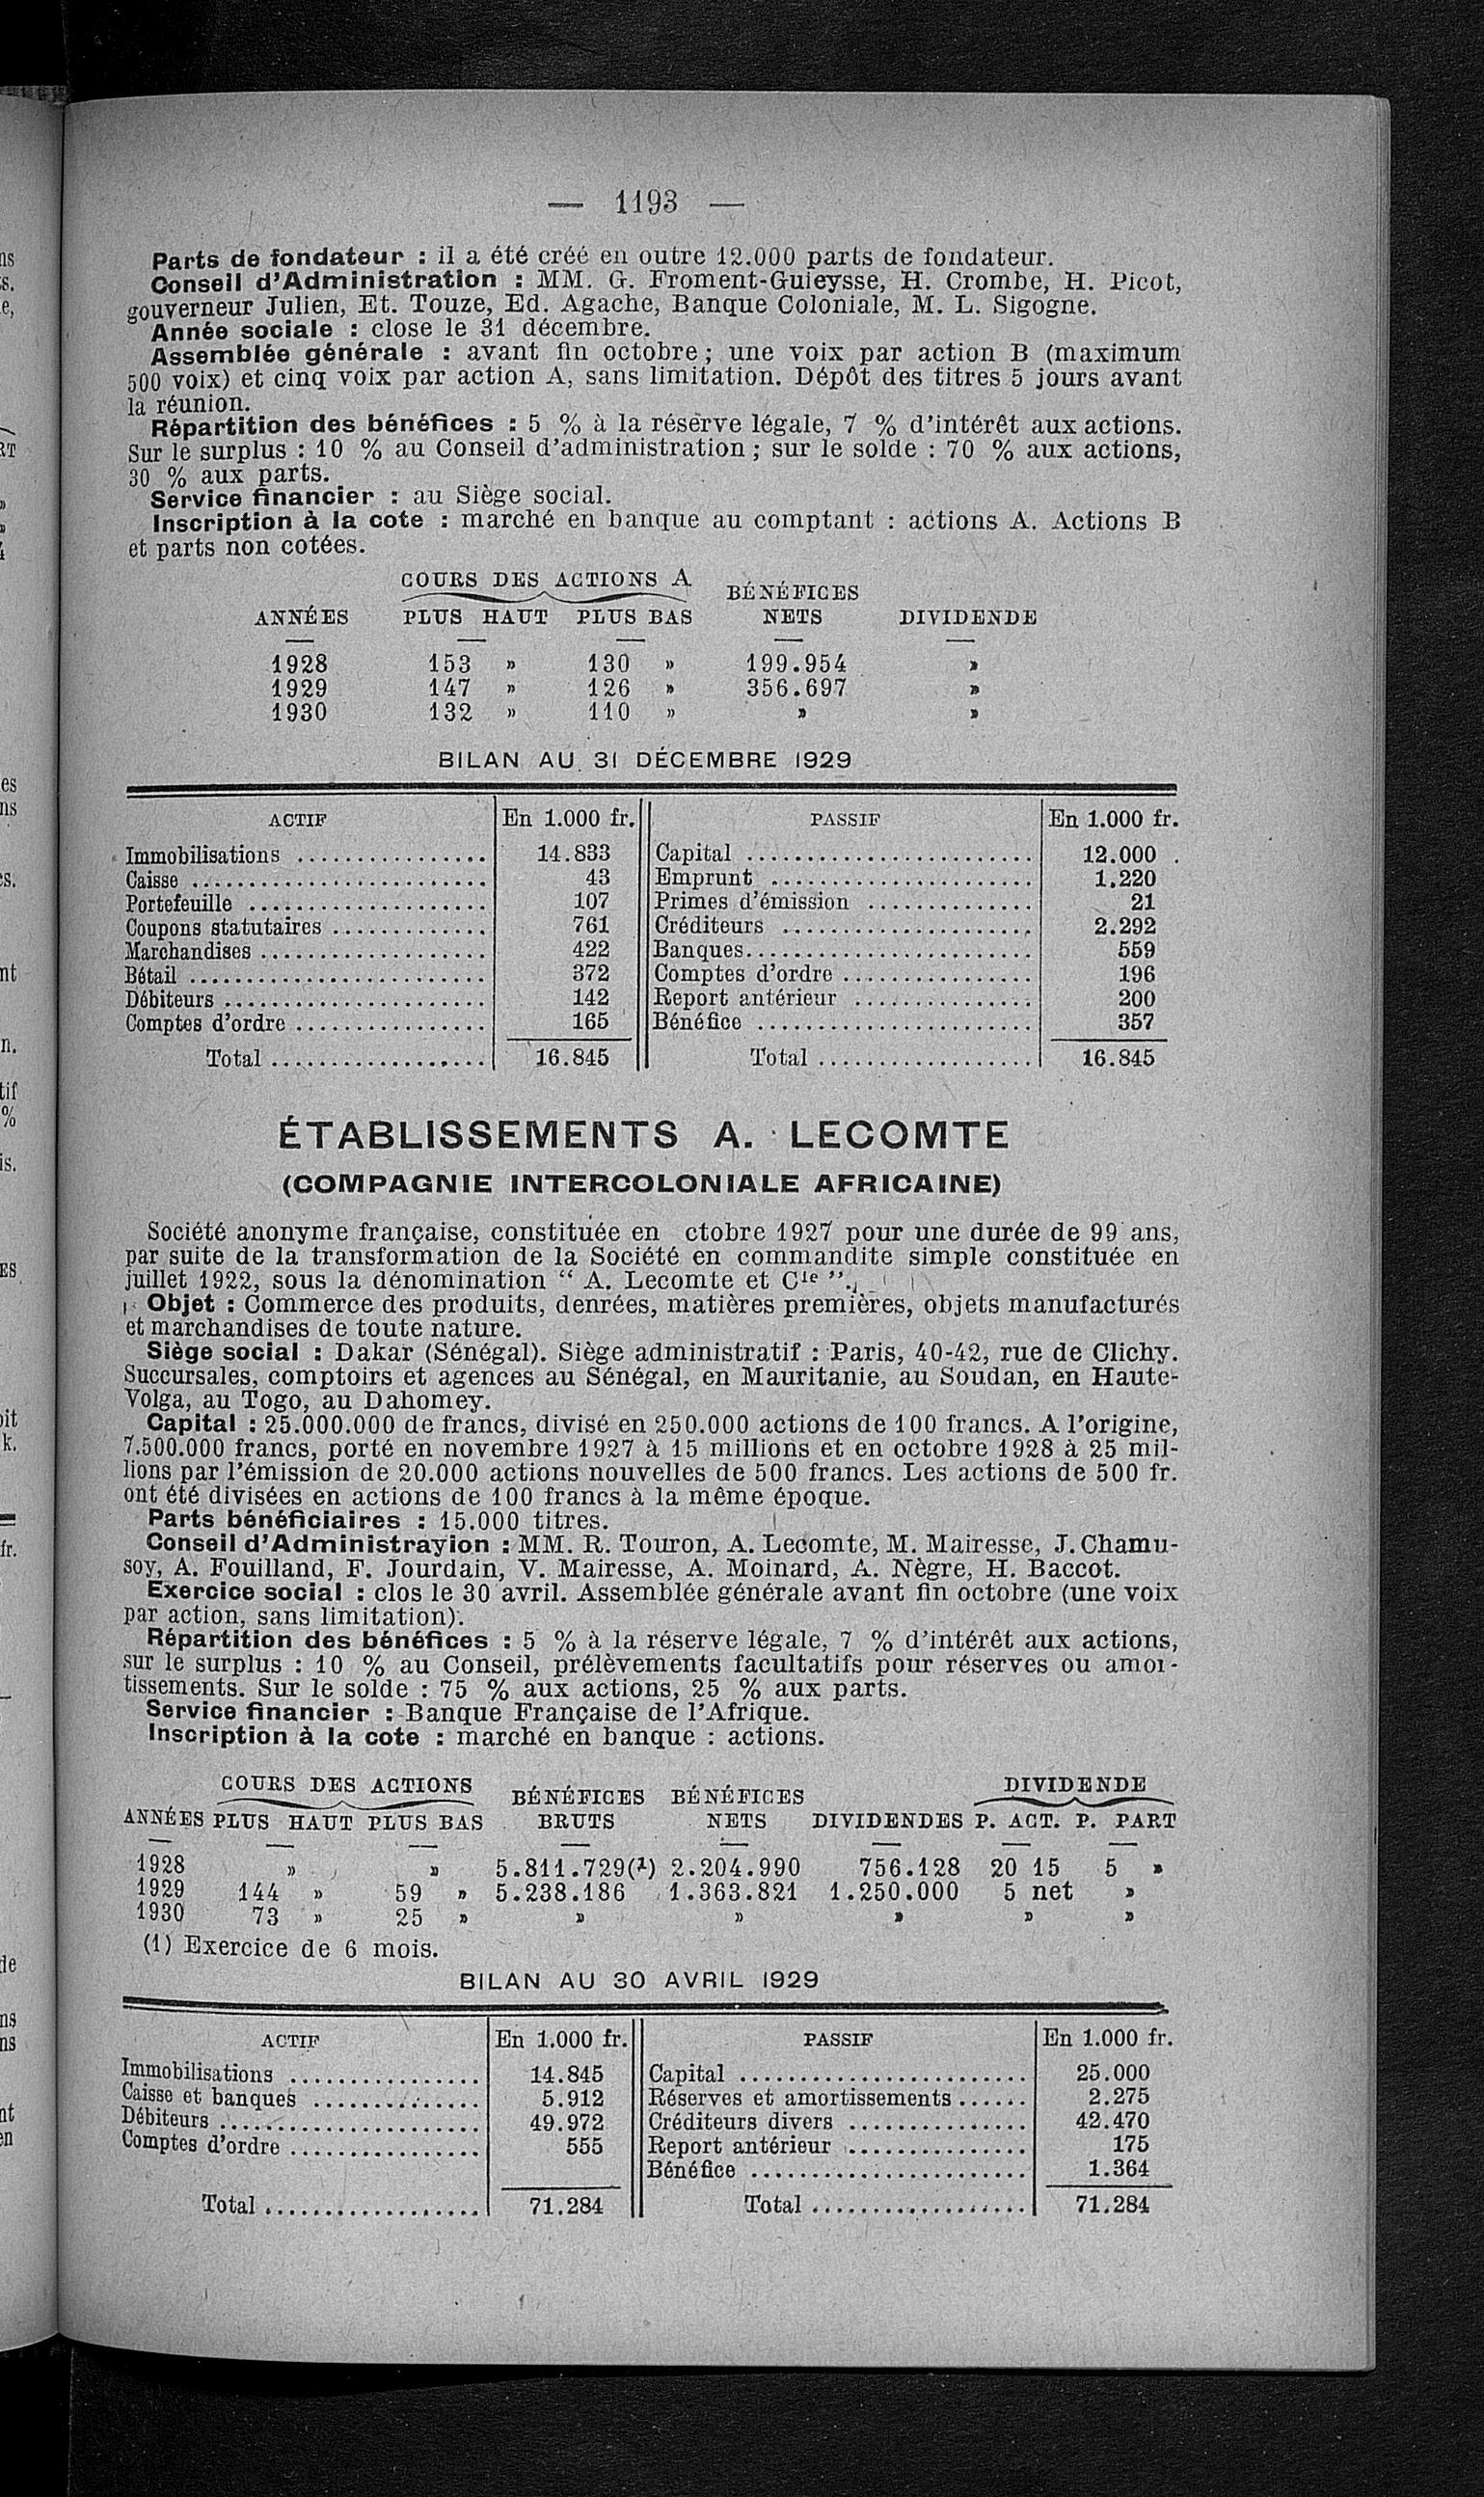 — 1193 —
Parts de fondateur : il a été créé en outre 12.000 parts de fondateur.
Conseil d'Administration : MM. G. Froment-Guieysse, H. Crombe, H. Picot,
gouverneur Julien, Et. Touze, Ed. Agache, Banque Coloniale, M. L. Sigogne.
Année sociale : close le 31 décembre.
Assemblée générale : avant fin octobre; une voix par action B (maximum
500 voix) et cinq voix par action A, sans limitation. Dépôt des titres 5 jours avant
la réunion.
Répartition des bénéfices : 5 % à la réserve légale, 7 % d'intérêt aux actions.
Sur le surplus : 10 % au Conseil d'administration; sur le solde : 70 % aux actions,
30 % aux parts.
Service financier : au Siège social.
Inscription à la cote : marché en banque au comptant : actions A. Actions B
et parts non cotées.
COURS DES ACTIONS A BÉNÉFICES
ANNÉES PLUS HAUT PLUS BAS NETS DIVIDENDE
1928 153 » 130 » 199.954 »
1929 147 » 126 » 356.697 »
1930 132 » 110 » » »
BILAN AU 31 DÉCEMBRE 1929
ACTIF En 1.000 fr. PASSIF En 1.000 fr.
Immobilisations ................ 14.833 Capital ........................ 12.000
Caisse ......................... 43 Emprunt ...................... 1.220
Portefeuille .................... 107 Primes d'émission .............. 21
Coupons statutaires ............. 761 Créditeurs ..................... 2.292
Marchandises ................... 422 Banques........................ 559
Bétail ......................... 372 Comptes d'ordre ................ 196
Débiteurs ...................... 142 Report antérieur ............... 200
Comptes d'ordre ................ 165 Bénéfice ....................... 357
Total .................. 16.845 Total .................. 16.845
ÉTABLISSEMENTS A. LECOMTE
(COMPAGNIE INTERCOLONIALE AFRICAINE)
Société anonyme française, constituée en ctobre 1927 pour une durée de 99 ans,
par suite de la transformation de la Société en commandite simple constituée en
juillet 1922, sous la dénomination “ A. Lecomte et Cie ”.
Objet : Commerce des produits, denrées, matières premières, objets manufacturés
et marchandises de toute nature.
Siège social : Dakar (Sénégal). Siège administratif : Paris, 40-42, rue de Clichy.
Succursales, comptoirs et agences au Sénégal, en Mauritanie, au Soudan, en Haute-
Volga, au Togo, au Dahomey.
Capital : 25.000.000 de francs, divisé en 250.000 actions de 100 francs. A l'origine,
7.500.000 francs, porté en novembre 1927 à 15 millions et en octobre 1928 à 25 mil-
lions par l'émission de 20.000 actions nouvelles de 500 francs. Les actions de 500 fr.
ont été divisées en actions de 100 francs à la même époque.
Parts bénéficiaires : 15.000 titres.
Conseil d'Administrayion : MM. R. Touron, A. Lecomte, M. Mairesse, J. Chamu-
soy, A. Fouilland, F. Jourdain, V. Mairesse, A. Moinard, A. Nègre, H. Baccot.
Exercice social : clos le 30 avril. Assemblée générale avant fin octobre (une voix
par action, sans limitation).
Répartition des bénéfices : 5 % à la réserve légale, 7 % d'intérêt aux actions,
sur le surplus : 10 % au Conseil, prélèvements facultatifs pour réserves ou amor-
tissements. Sur le solde : 75 % aux actions, 25 % aux parts.
Service financier : Banque Française de l'Afrique.
Inscription à la cote : marché en banque : actions.
COURS DES ACTIONS BÉNÉFICES BÉNÉFICES DIVIDENDE
ANNÉES PLUS HAUT PLUS BAS BRUTS NETS DIVIDENDES P. ACT. P. PART
1928 » » 5.811.729(1) 2.204.990 756.128 20 15 5 »
1929 144 » 59 » 5.238.186 1.363.821 1.250.000 5 net »
1930 73 » 25 » » » » » »
(1) Exercice de 6 mois.
BILAN AU 30 AVRIL 1929
ACTIF En 1.000 fr. PASSIF En 1.000 fr.
Immobilisations ................ 14.845 Capital ........................ 25.000
Caisse et banques .............. 5.912 Réserves et amortissements ...... 2.275
Débiteurs ...................... 49.972 Créditeurs divers ............... 42.470
Comptes d'ordre ................ 555 Report antérieur ............... 175
Bénéfice ....................... 1.364
Total .................. 71.284 Total .................. 71.284